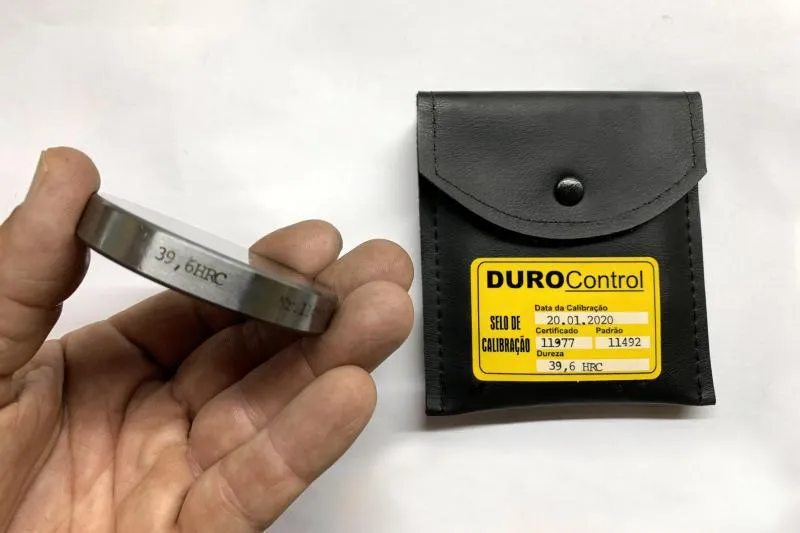 39,6HRC
DUROControl
SELO DE
CALIBRAÇÃO
Data da Calibração
20.01.2020
Certificado Padrão
11977 11492
Dureza
39,6 HRC